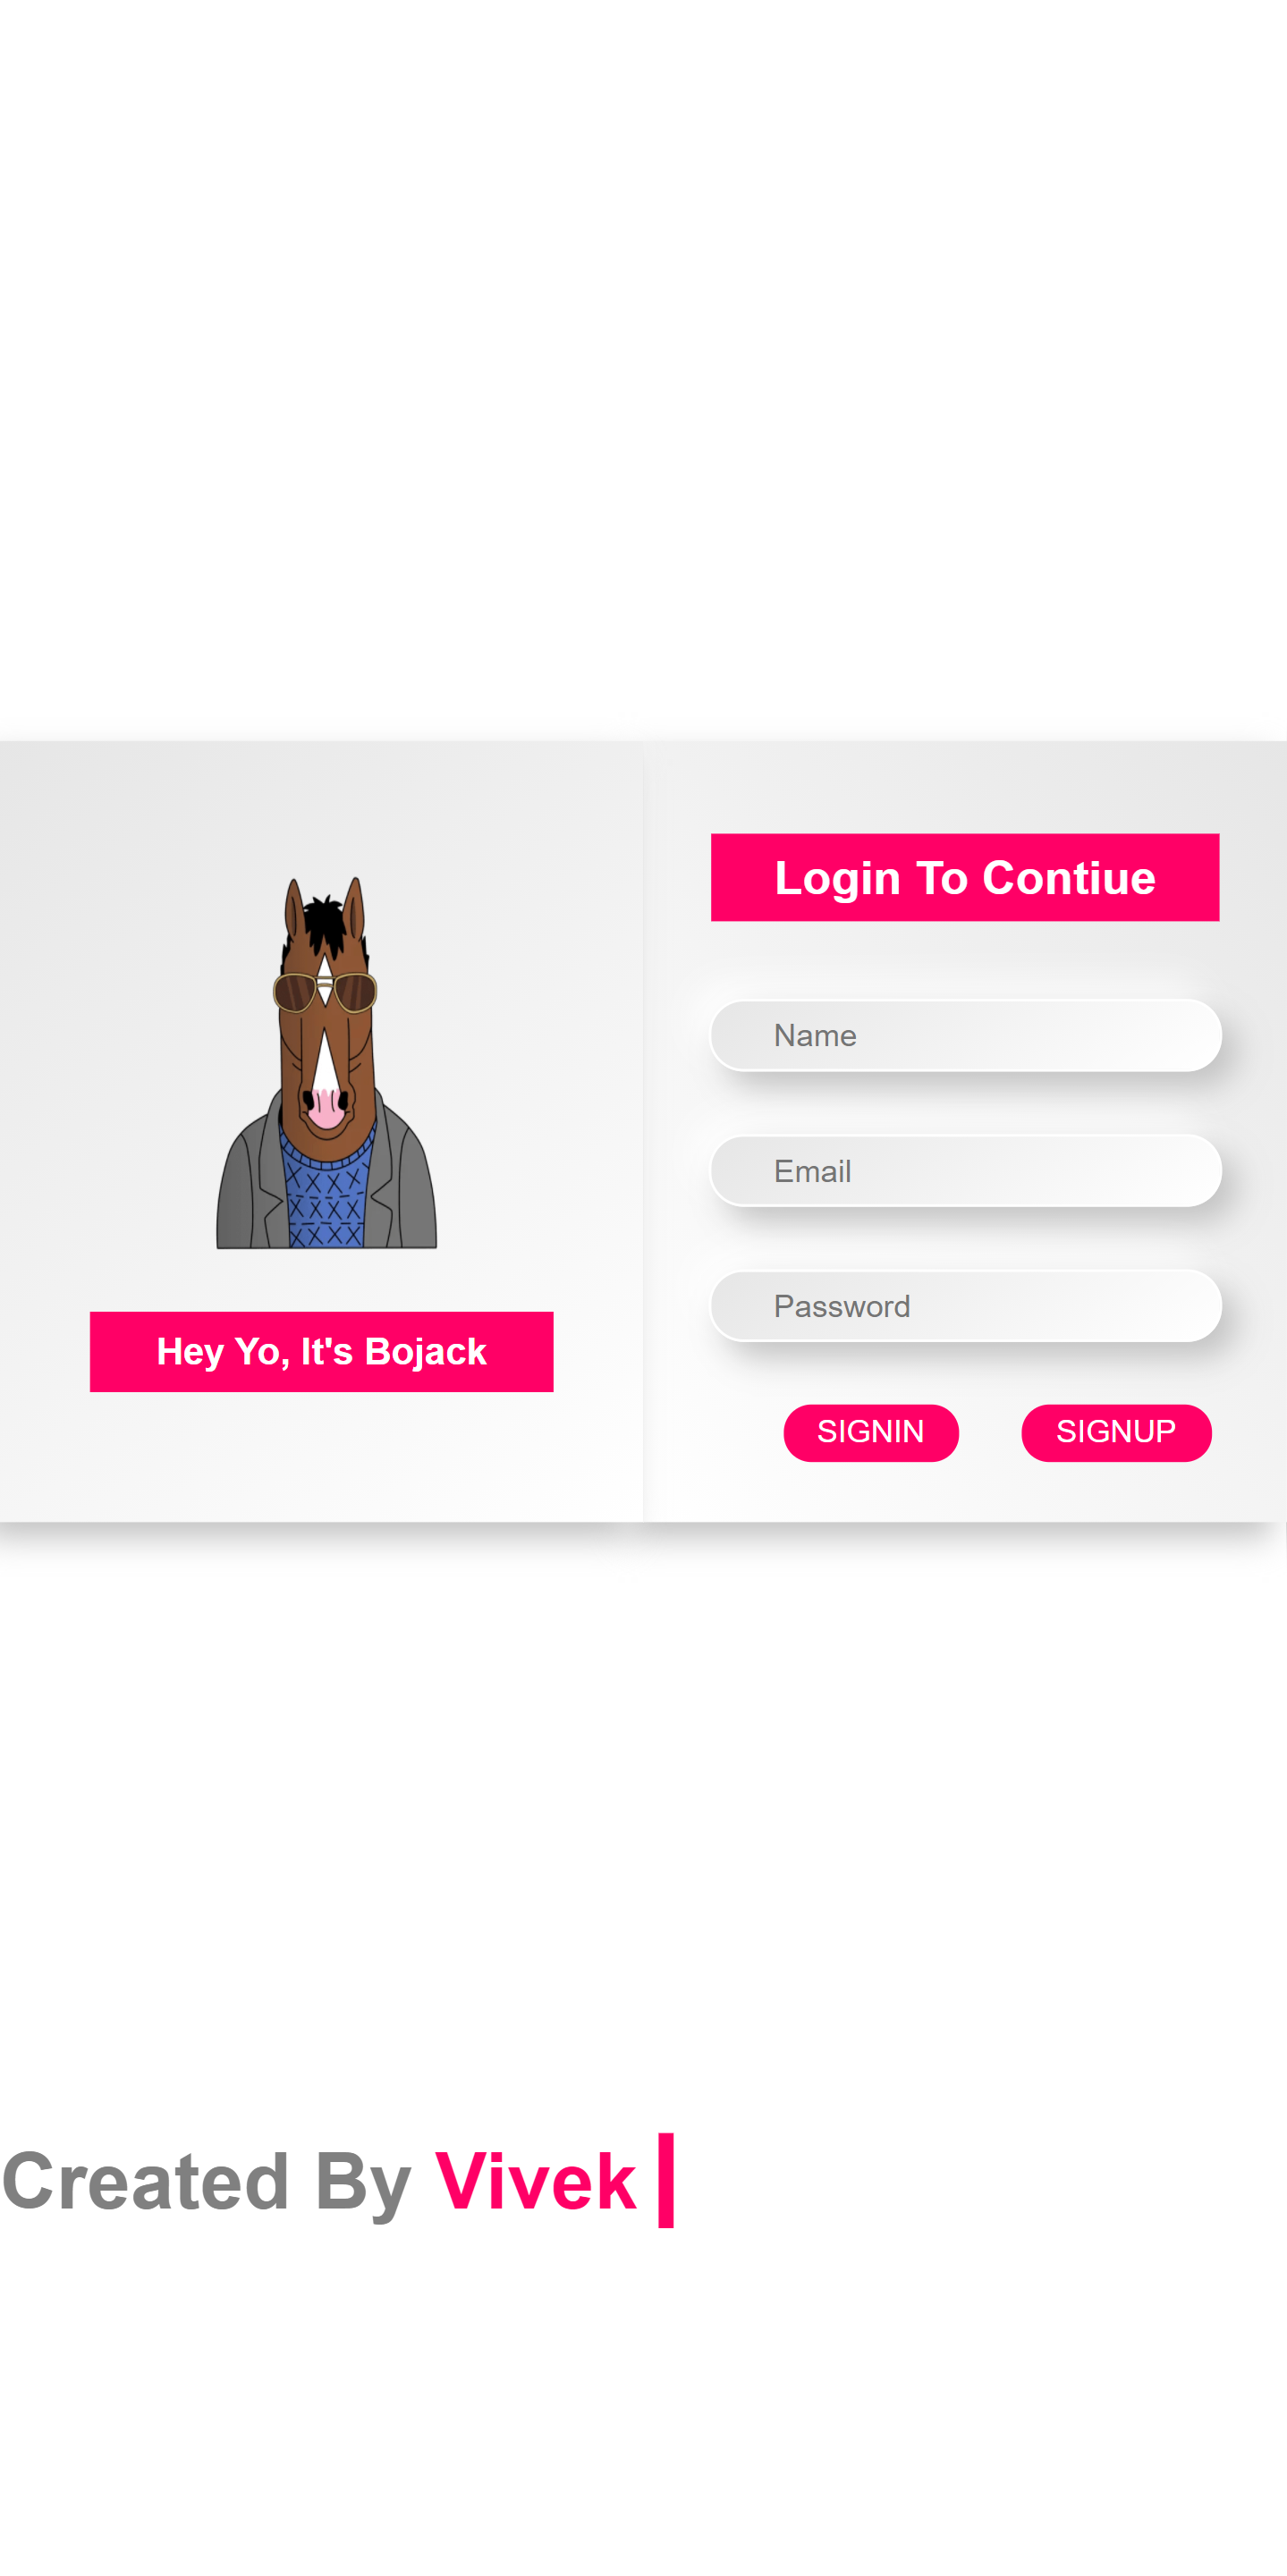 Hey Yo, It's Bojack
Login To Contiue
Name
Email
Password
SIGNIN
SIGNUP
Created By Vivek